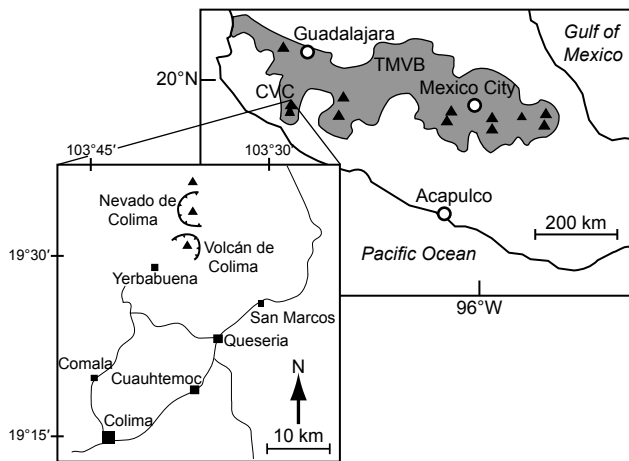 Gulf of
Mexico
Guadalajara
TMVB
20°N
Mexico City
CVC
103°45'
103°30'
Acapulco
200 km
Pacific Ocean
96°W
Nevado de
Colima
Volcán de
Colima
19°30'
Yerbabuena
San Marcos
Queseria
Comala
Cuauhtemoc
N
Colima
10 km
19°15'